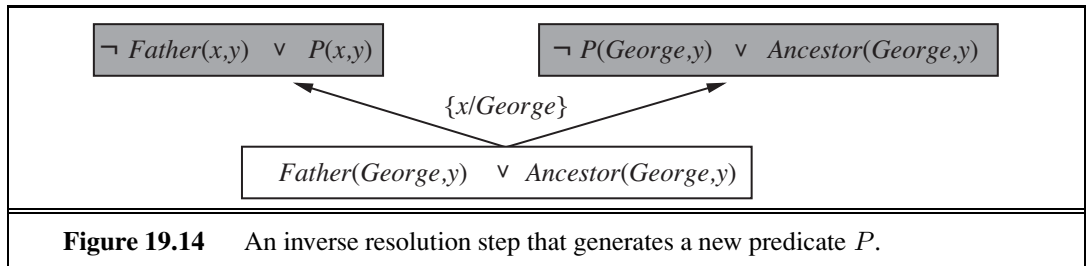 ¬ Father(x,y) ∨ P(x,y) ¬ P(George,y) ∨ Ancestor(George,y)
{x/George}
Father(George,y) ∨ Ancestor(George,y)
Figure 19.14 An inverse resolution step that generates a new predicate P.